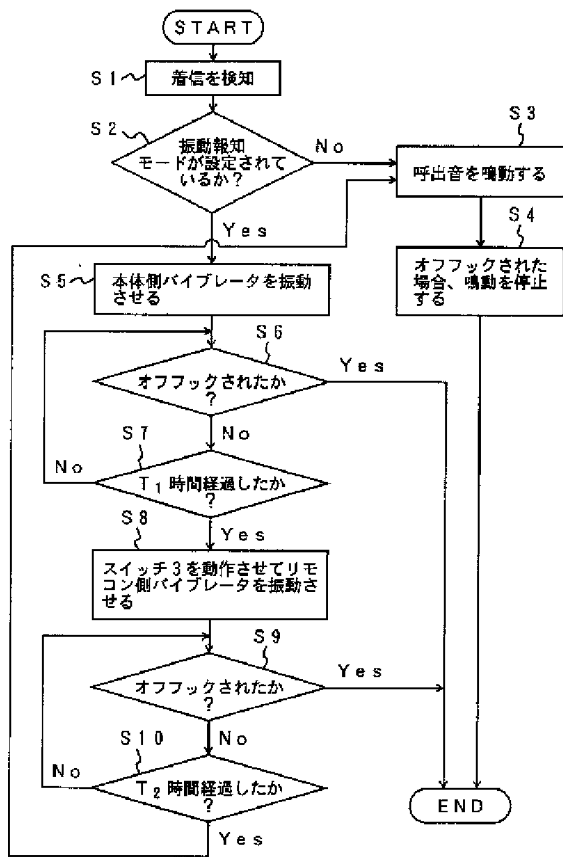 START
S1
着信を検知
S2
振動報知
モードが設定されて
いるか?
No
Yes
S3
呼出音を鳴動する
S4
オフフックされた
場合、鳴動を停止
する
S5
本体側バイブレータを振動
させる
S6
オフフックされたか
?
Yes
No
S7
T₁ 時間経過したか
?
No
Yes
S8
スイッチ3を動作させてリモ
コン側バイブレータを振動さ
せる
S9
オフフックされたか
?
Yes
No
S10
T₂ 時間経過したか
?
No
Yes
END